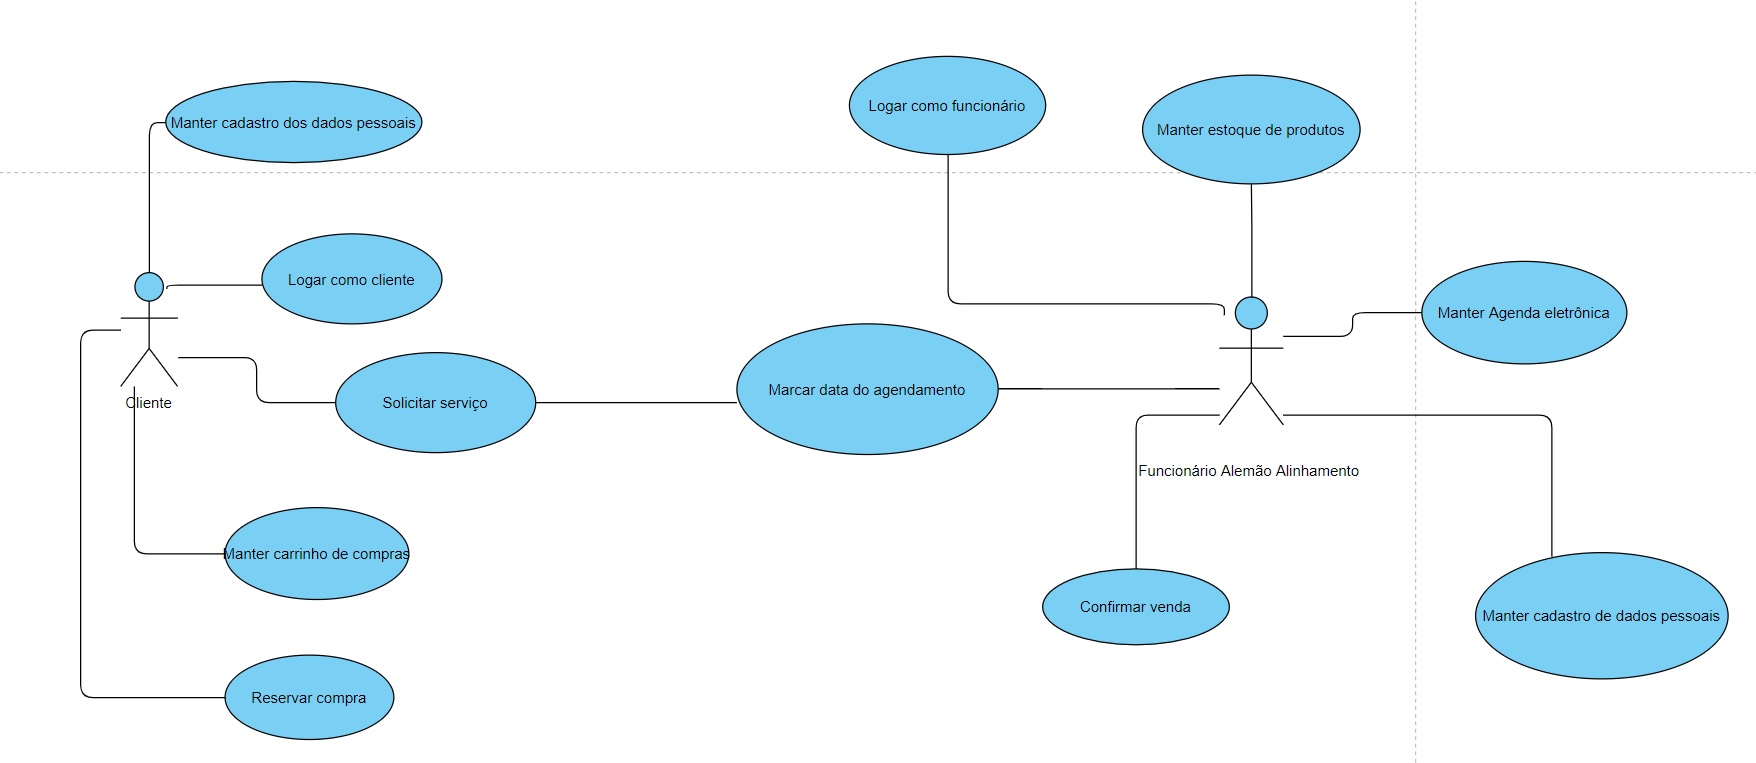 Logar como funcionário
Manter cadastro dos dados pessoais
Manter estoque de produtos
Logar como cliente
Manter Agenda eletrônica
Marcar data do agendamento
Cliente
Solicitar serviço
Funcionário Alemão Alinhamento
Manter carrinho de compras
Confirmar venda
Manter cadastro de dados pessoais
Reservar compra